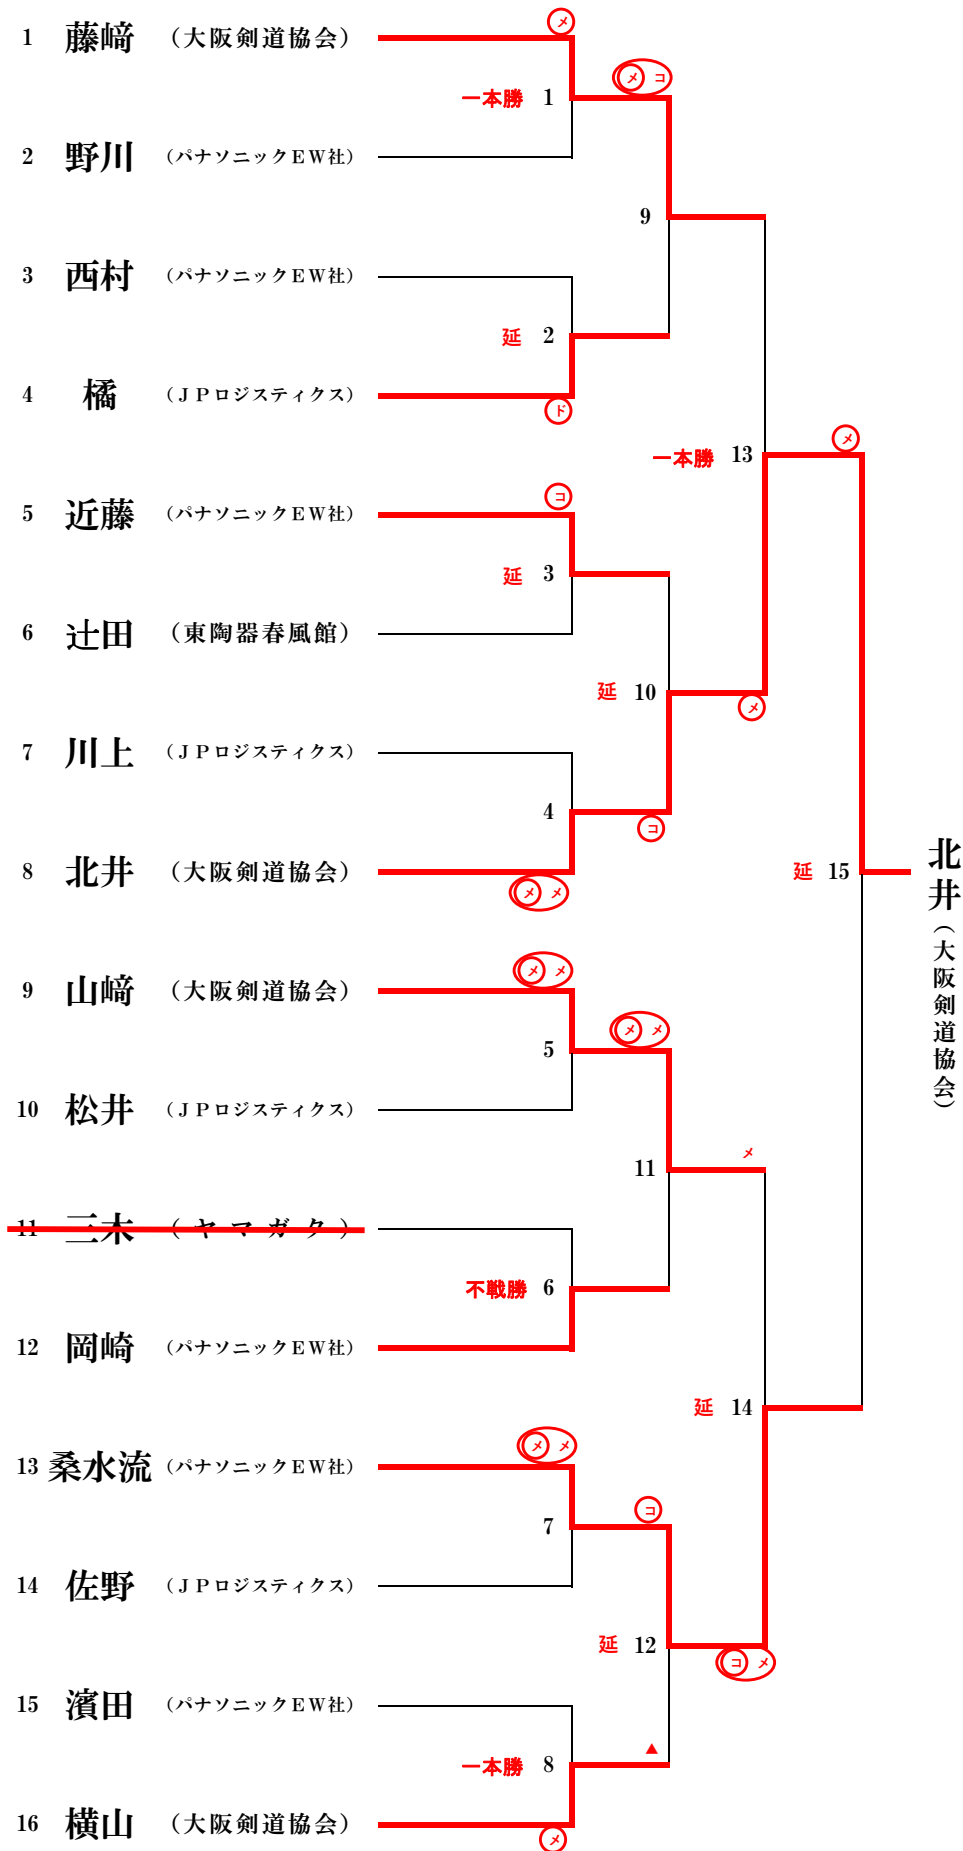 1 藤﨑 （大阪剣道協会）
メ
メ コ
一本勝 1
2 野川 （パナソニックＥＷ社）
9
3 西村 （パナソニックＥＷ社）
延 2
4 橘 （ＪＰロジスティクス）
ド
メ
一本勝 13
コ
5 近藤 （パナソニックＥＷ社）
延 3
6 辻田 （東陶器春風館）
延 10
メ
7 川上 （ＪＰロジスティクス）
4
コ
8 北井 （大阪剣道協会）
メ メ
延 15
北井（大阪剣道協会）
メ メ
9 山﨑 （大阪剣道協会）
メ メ
5
10 松井 （ＪＰロジスティクス）
11
メ
11 三木 （ヤマガタ）
不戦勝 6
12 岡崎 （パナソニックＥＷ社）
延 14
メ メ
13 桑水流 （パナソニックＥＷ社）
コ
7
14 佐野 （ＪＰロジスティクス）
延 12
コ メ
15 濱田 （パナソニックＥＷ社）
▲
一本勝 8
16 横山 （大阪剣道協会）
メ